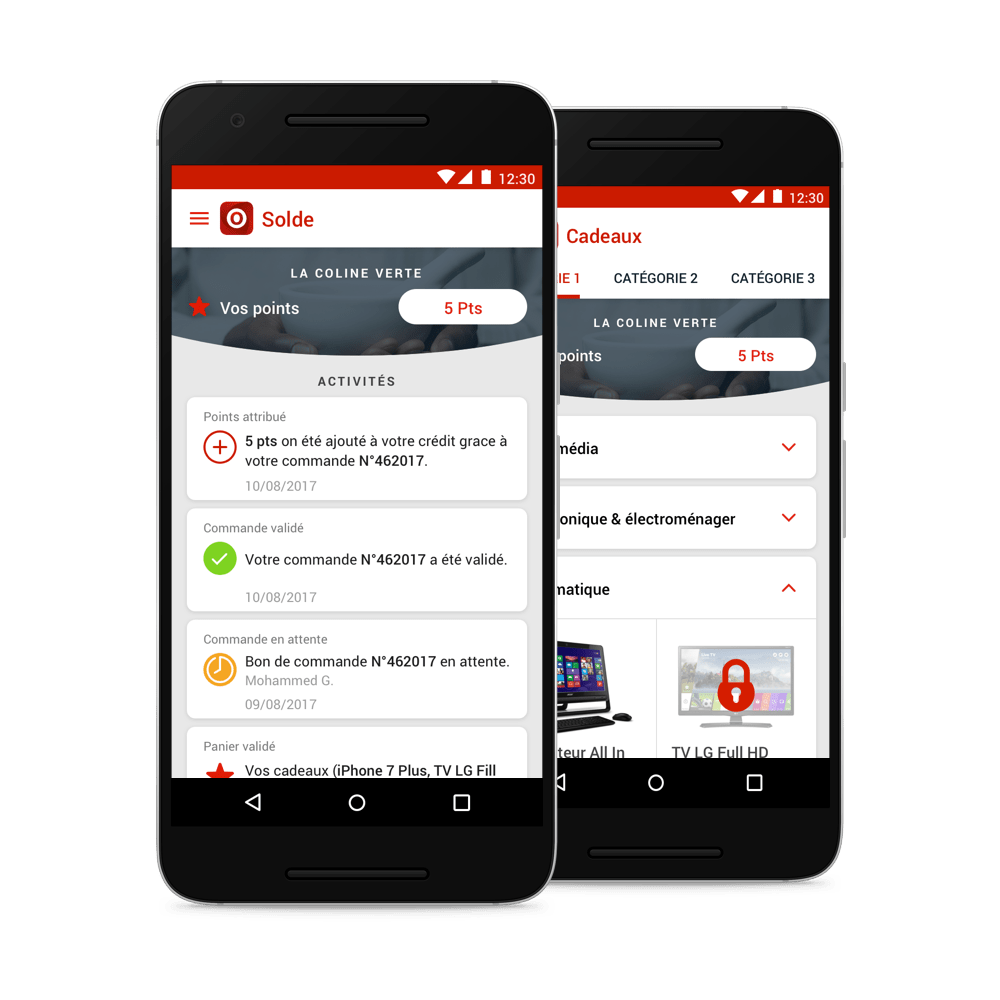 12:30
Solde
LA COLINE VERTE
Vos points
5 Pts
ACTIVITÉS
Points attribué
5 pts on été ajouté à votre crédit grace à
votre commande N°462017.
10/08/2017
Commande validé
Votre commande N°462017 a été validé.
10/08/2017
Commande en attente
Bon de commande N°462017 en attente.
Mohammed G.
09/08/2017
Panier validé
Vos cadeaux (iPhone 7 Plus, TV LG Fill
12:30
Cadeaux
IE 1
CATÉGORIE 2
CATÉGORIE 3
LA COLINE VERTE
points
5 Pts
média
onique & électroménager
matique
teur All In
TV LG Full HD